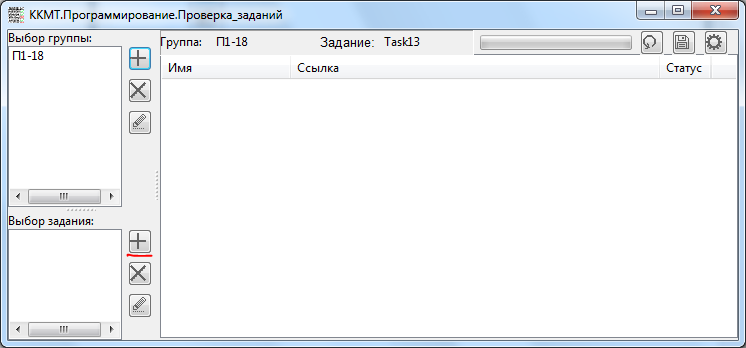 ККМТ.Программирование.Проверка_заданий
Выбор группы:
П1-18
Группа: П1-18 Задание: Task13
Имя Ссылка Статус
Выбор задания: